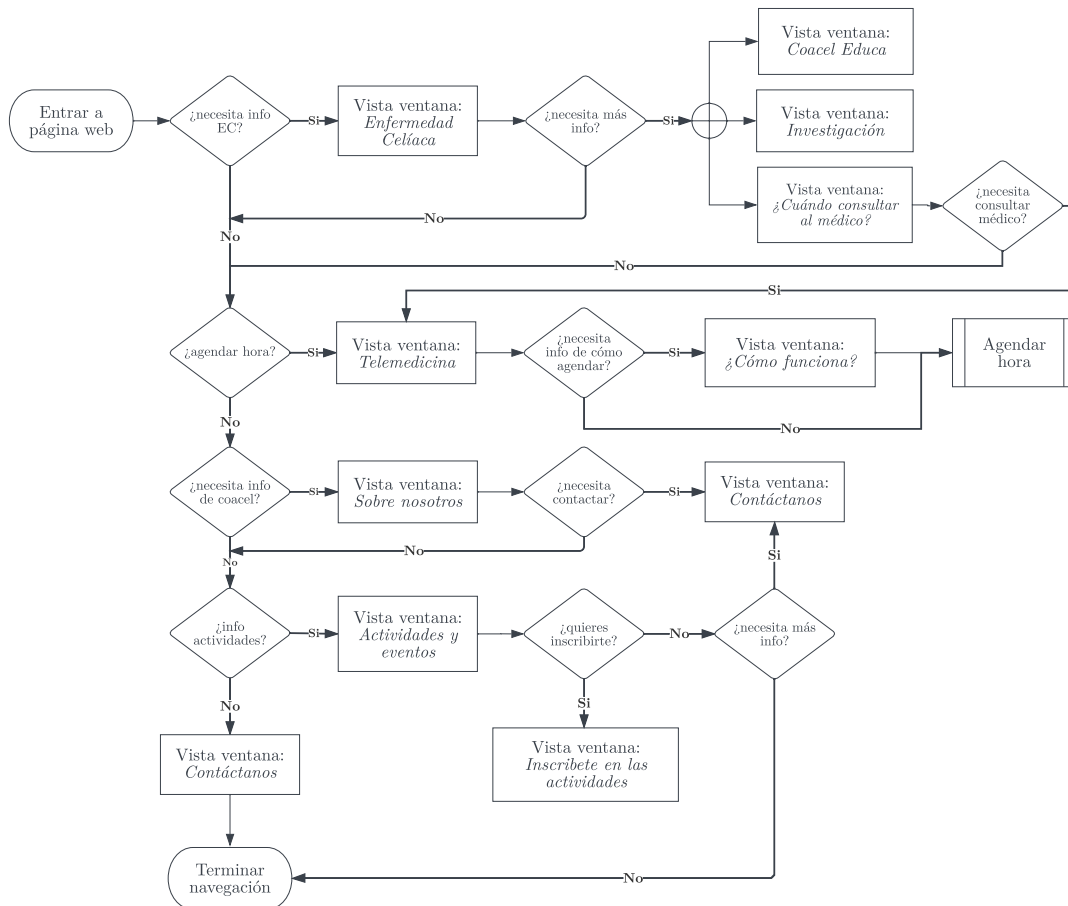 Entrar a
página web
¿necesita info
EC?
Si
Vista ventana:
Enfermedad
Celíaca
¿necesita más
info?
Si
Vista ventana:
Coacel Educa
Vista ventana:
Investigación
Vista ventana:
¿Cuándo consultar
al médico?
¿necesita
consultar
médico?
No
No
No
Si
¿agendar hora?
Si
Vista ventana:
Telemedicina
¿necesita
info de cómo
agendar?
Si
Vista ventana:
¿Cómo funciona?
Agendar
hora
No
No
¿necesita info
de coacel?
Si
Vista ventana:
Sobre nosotros
¿necesita
contactar?
Si
Vista ventana:
Contáctanos
No
No
Si
¿info
actividades?
Si
Vista ventana:
Actividades y
eventos
¿quieres
inscribirte?
No
¿necesita más
info?
No
Si
Vista ventana:
Contáctanos
Vista ventana:
Inscribete en las
actividades
Terminar
navegación
No